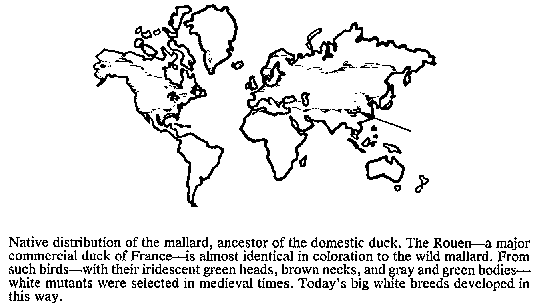 Native distribution of the mallard, ancestor of the domestic duck. The Rouen—a major
commercial duck of France—is almost identical in coloration to the wild mallard. From
such birds—with their iridescent green heads, brown necks, and gray and green bodies—
white mutants were selected in medieval times. Today's big white breeds developed in
this way.